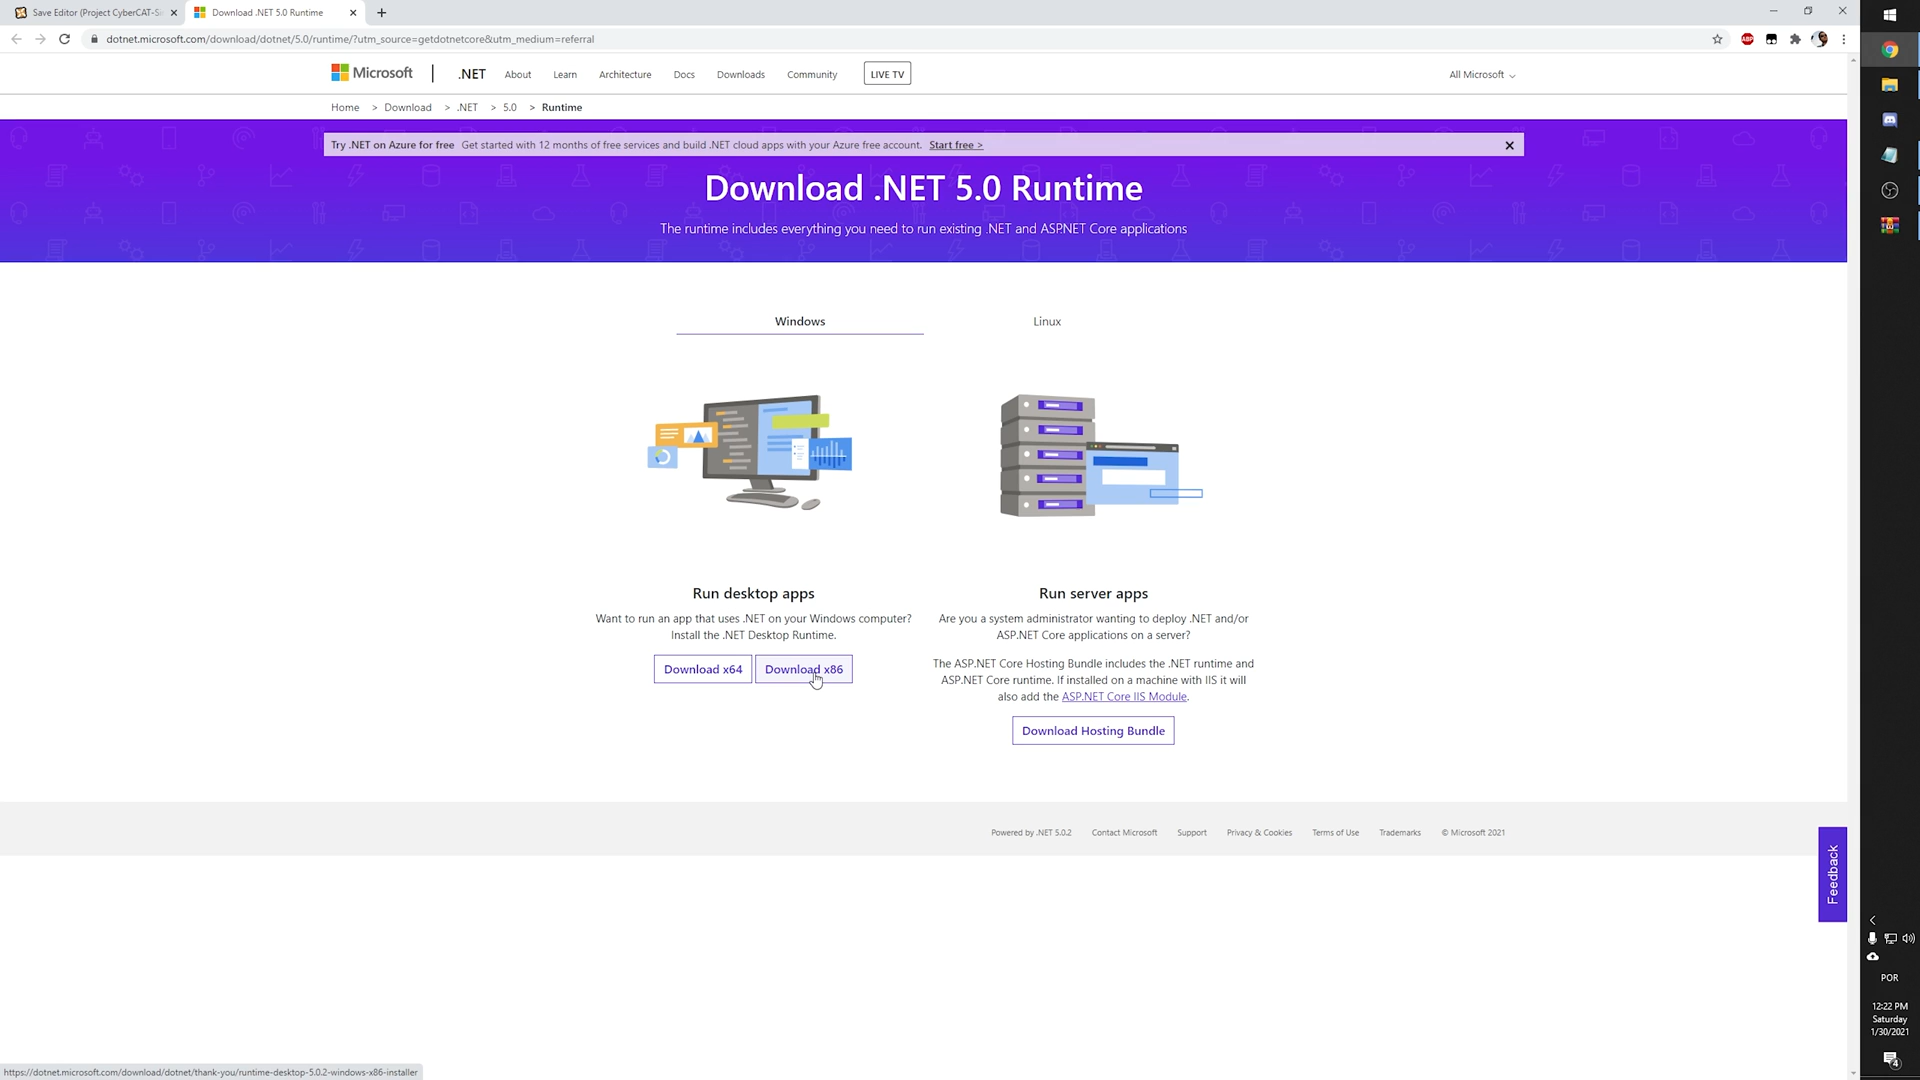 Save Editor (Project CyberCAT-Si
Download .NET 5.0 Runtime
dotnet.microsoft.com/download/dotnet/5.0/runtime/?utm_source=getdotnetcore&utm_medium=referral
ABP
Microsoft
.NET
About
Learn
Architecture
Docs
Downloads
Community
LIVE TV
All Microsoft
Home > Download > .NET > 5.0 > Runtime
Try .NET on Azure for free Get started with 12 months of free services and build .NET cloud apps with your Azure free account. Start free >
Download .NET 5.0 Runtime
The runtime includes everything you need to run existing .NET and ASP.NET Core applications
Windows
Linux
Run desktop apps
Want to run an app that uses .NET on your Windows computer?
Install the .NET Desktop Runtime.
Download x64
Download x86
Run server apps
Are you a system administrator wanting to deploy .NET and/or
ASP.NET Core applications on a server?
The ASP.NET Core Hosting Bundle includes the .NET runtime and
ASP.NET Core runtime. If installed on a machine with IIS it will
also add the ASP.NET Core IIS Module.
Download Hosting Bundle
Powered by .NET 5.0.2
Contact Microsoft
Support
Privacy & Cookies
Terms of Use
Trademarks
© Microsoft 2021
Feedback
POR
12:22 PM
Saturday
1/30/2021
4
https://dotnet.microsoft.com/download/dotnet/thank-you/runtime-desktop-5.0.2-windows-x86-installer